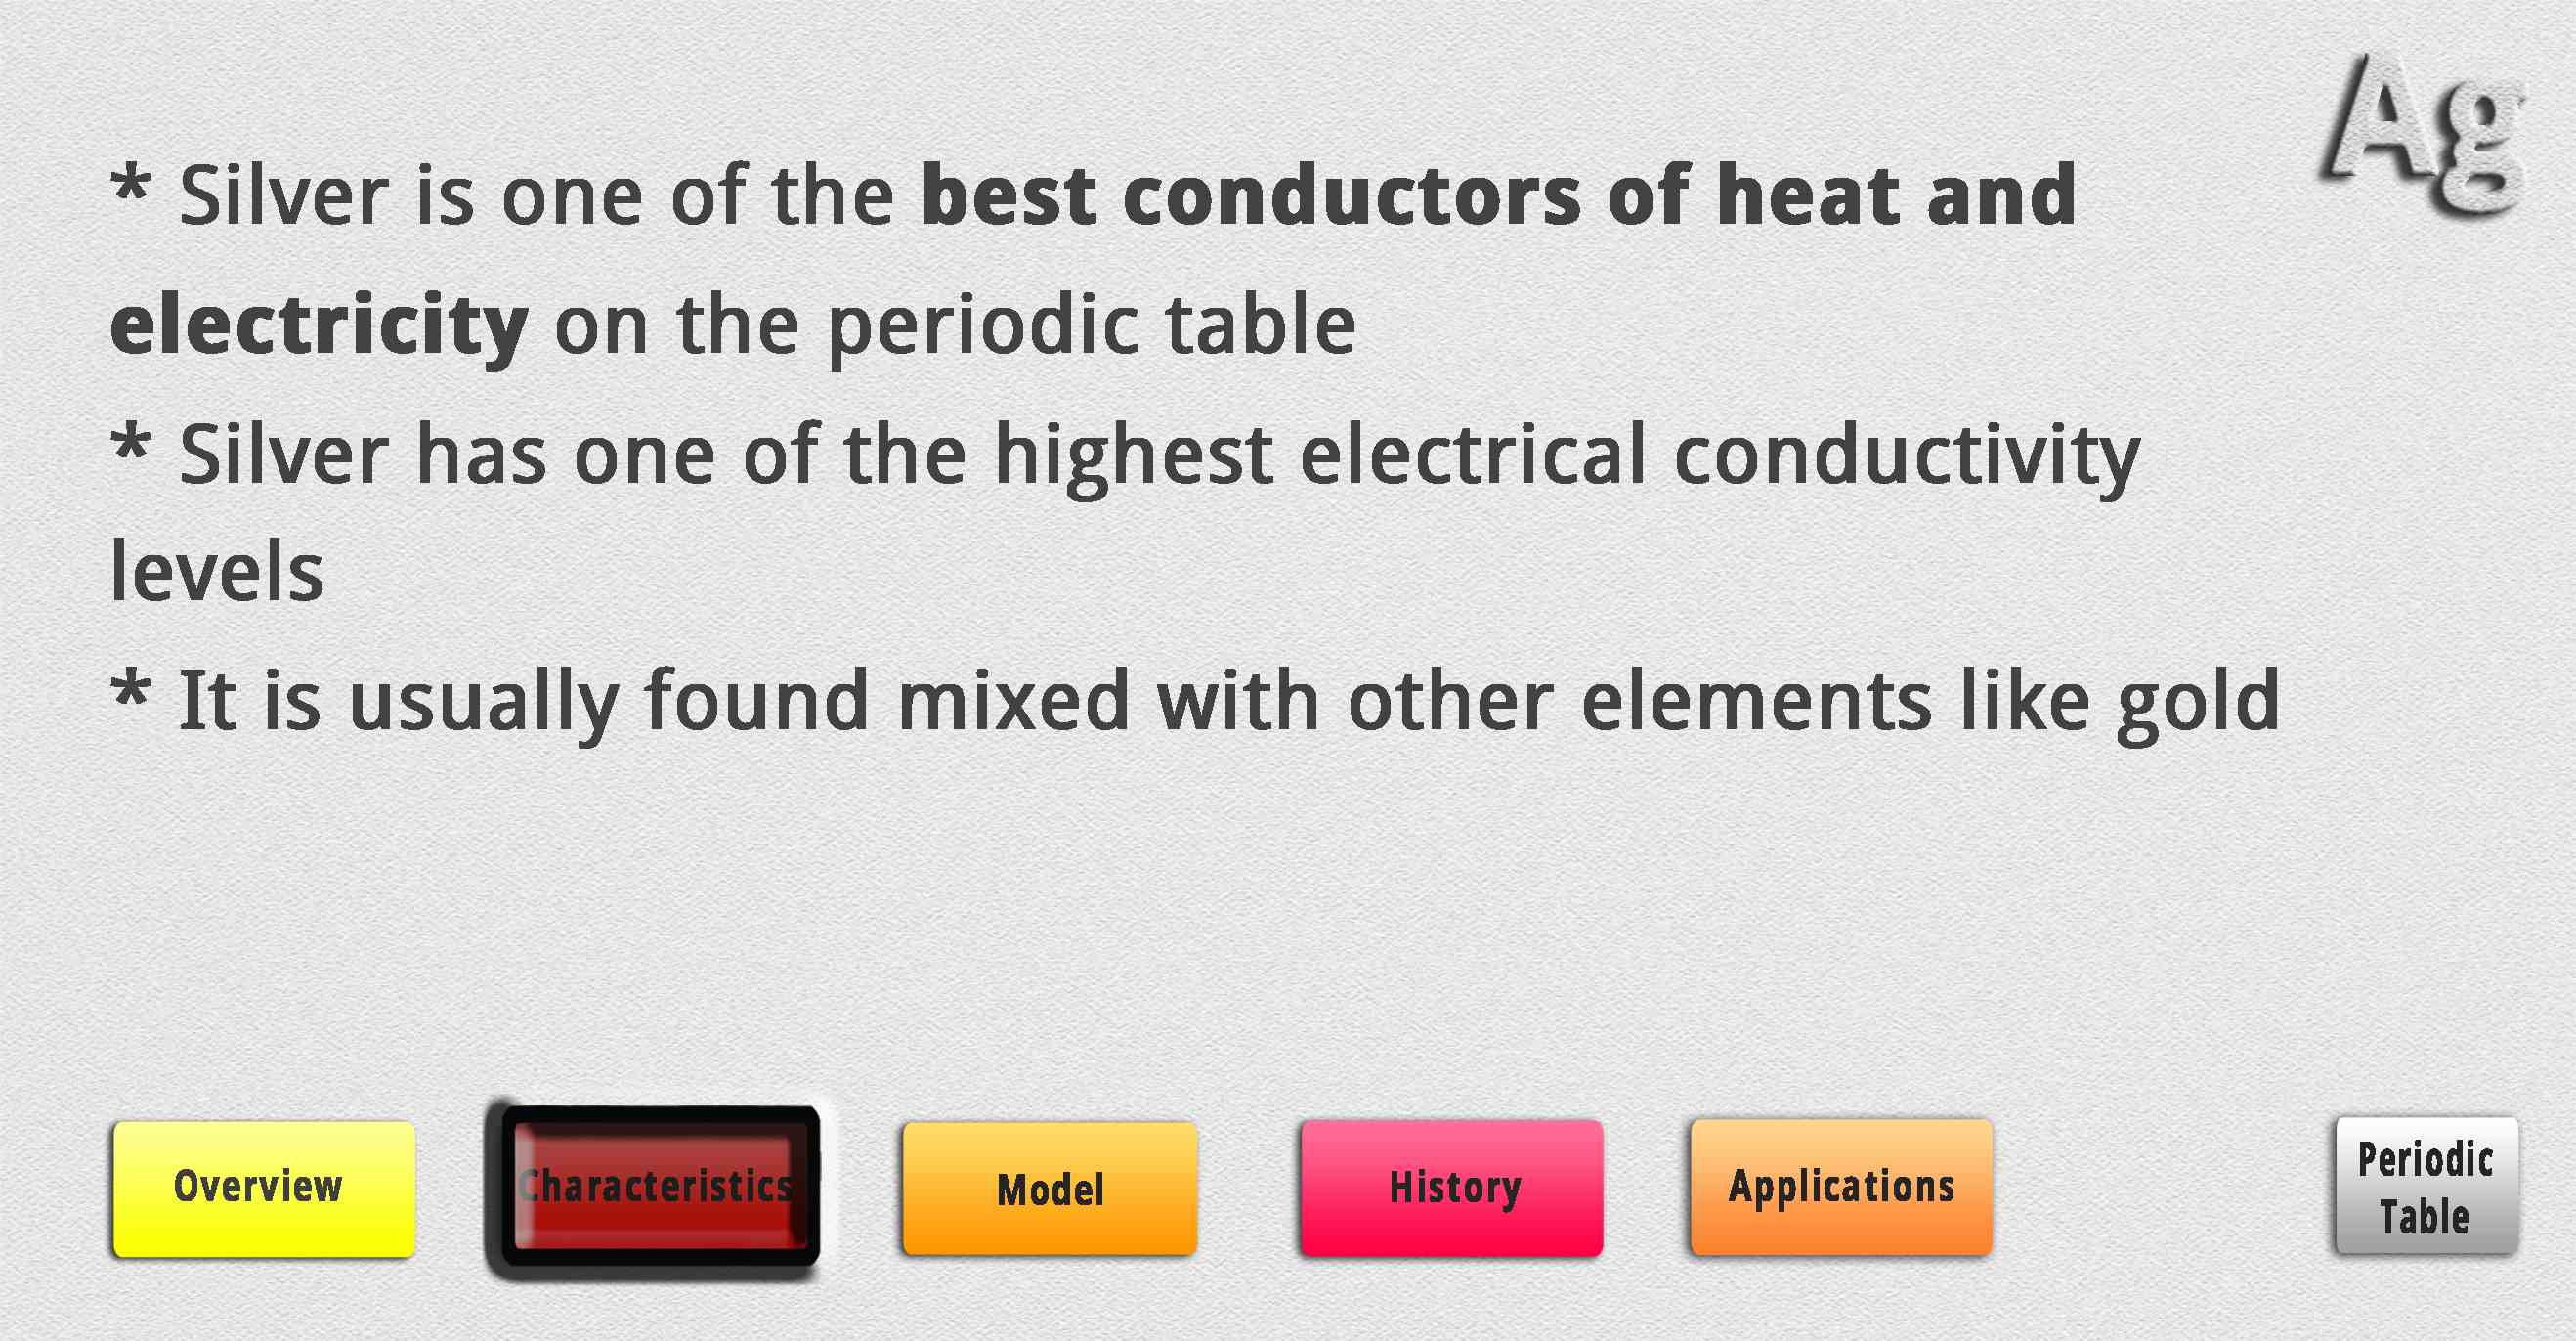 Ag
* Silver is one of the best conductors of heat and
electricity on the periodic table
* Silver has one of the highest electrical conductivity
levels
* It is usually found mixed with other elements like gold
Overview
Characteristics
Model
History
Applications
Periodic
Table